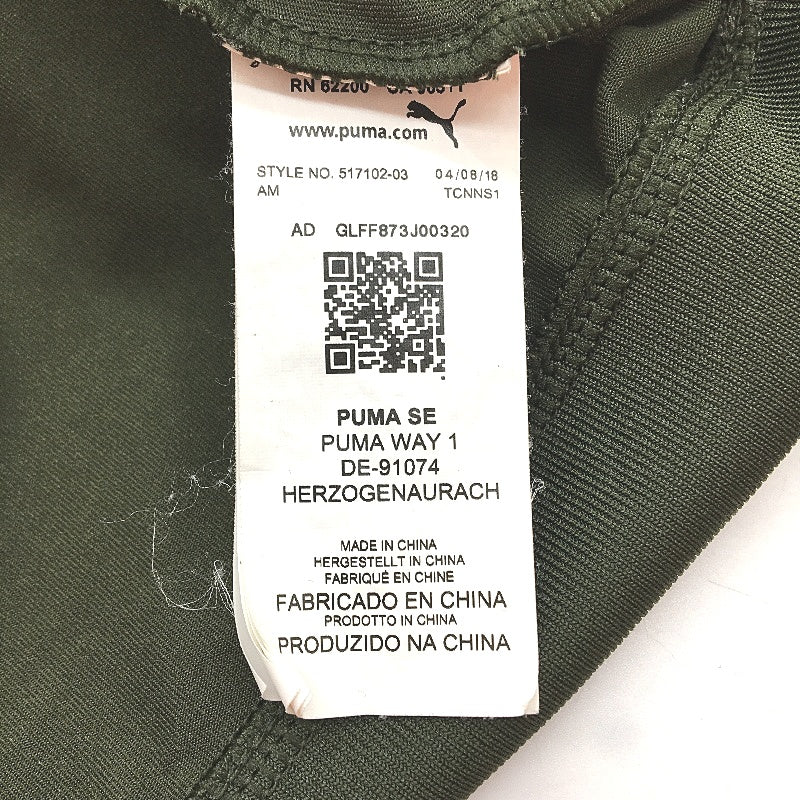 RN 62200
www.puma.com
STYLE NO. 517102-03 04/08/18
AM TCNNS1
AD GLFF873J00320
PUMA SE
PUMA WAY 1
DE-91074
HERZOGENAURACH
MADE IN CHINA
HERGESTELLT IN CHINA
FABRIQUÉ EN CHINE
FABRICADO EN CHINA
PRODOTTO IN CHINA
PRODUZIDO NA CHINA